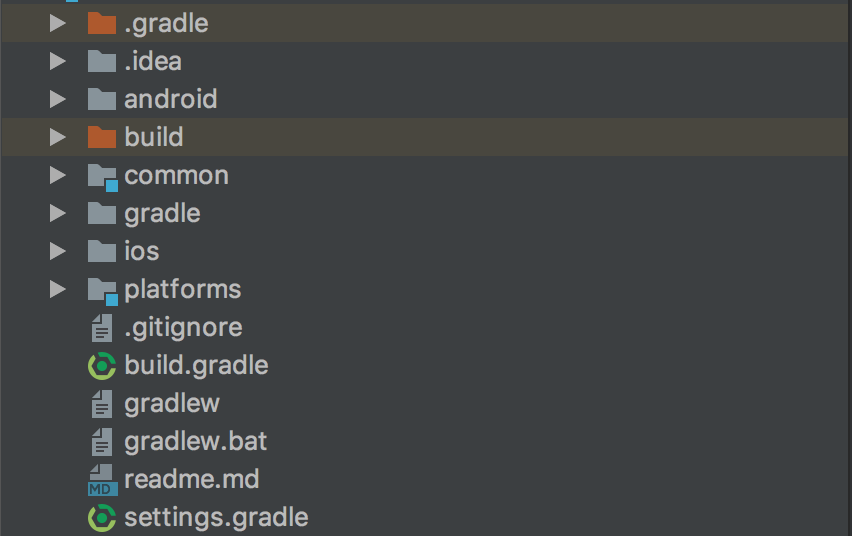 .gradle
.idea
android
build
common
gradle
ios
platforms
.gitignore
build.gradle
gradlew
gradlew.bat
MD readme.md
settings.gradle